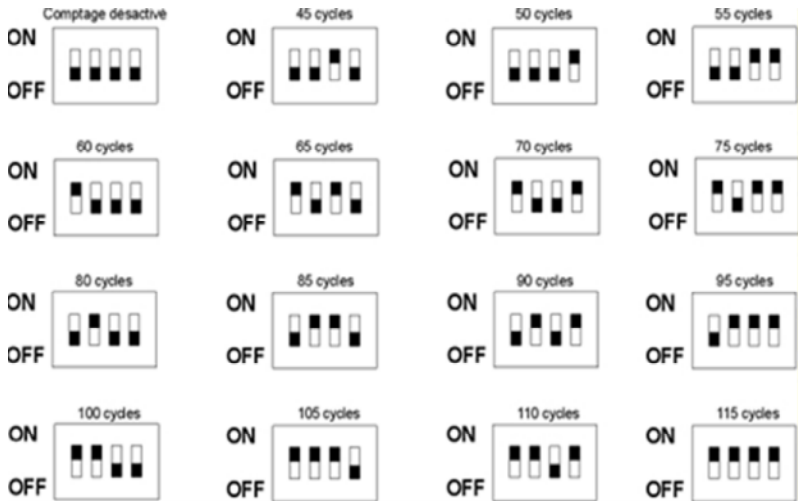 Comptage désactivé
45 cycles
50 cycles
55 cycles
ON
ON
ON
ON
OFF
OFF
OFF
OFF
60 cycles
65 cycles
70 cycles
75 cycles
ON
ON
ON
ON
OFF
OFF
OFF
OFF
80 cycles
85 cycles
90 cycles
95 cycles
ON
ON
ON
ON
OFF
OFF
OFF
OFF
100 cycles
105 cycles
110 cycles
115 cycles
ON
ON
ON
ON
OFF
OFF
OFF
OFF